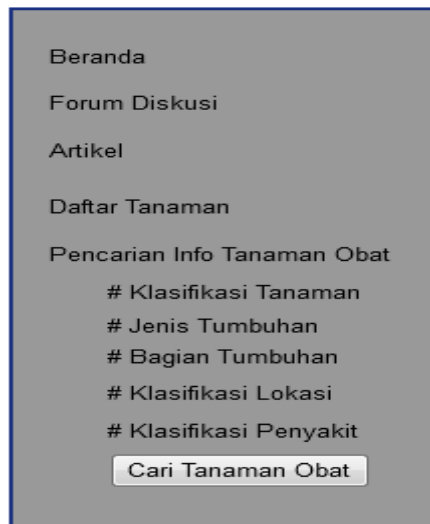 Beranda
Forum Diskusi
Artikel
Daftar Tanaman
Pencarian Info Tanaman Obat
# Klasifikasi Tanaman
# Jenis Tumbuhan
# Bagian Tumbuhan
# Klasifikasi Lokasi
# Klasifikasi Penyakit
Cari Tanaman Obat